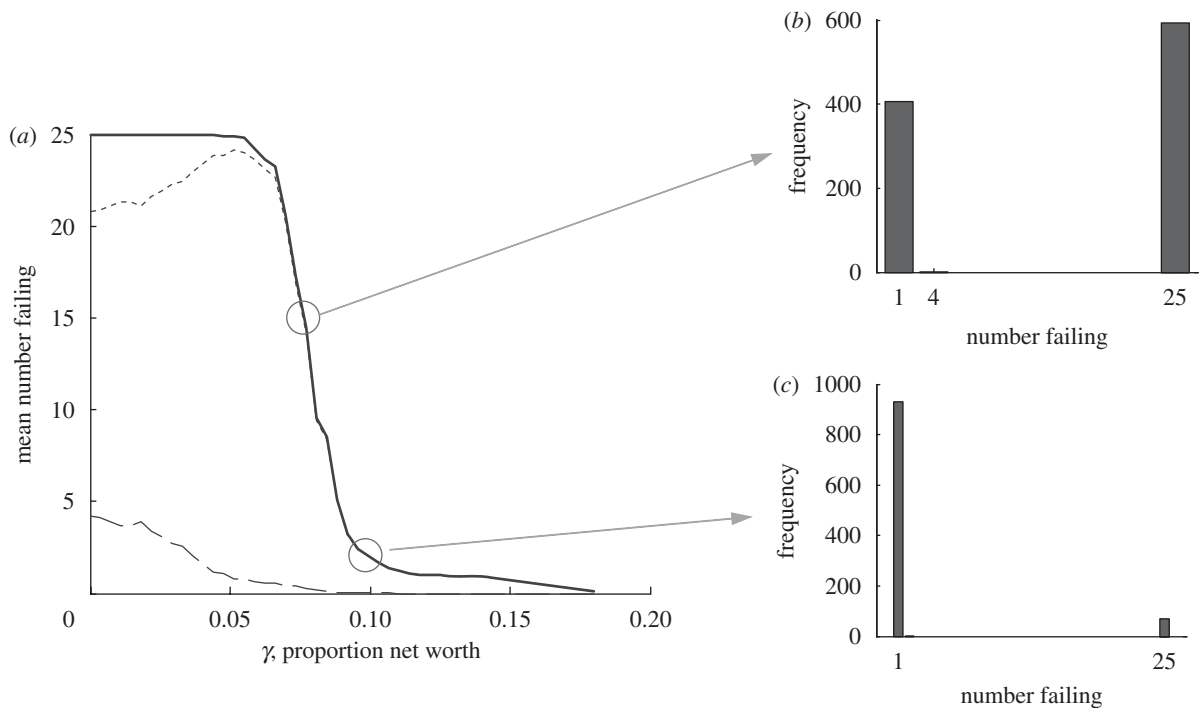 (a)
25
20
15
10
5
0
0.05
0.10
0.15
0.20
mean number failing
γ, proportion net worth
(b)
600
400
200
0
frequency
1
4
25
number failing
(c)
1000
800
600
400
200
0
frequency
1
25
number failing